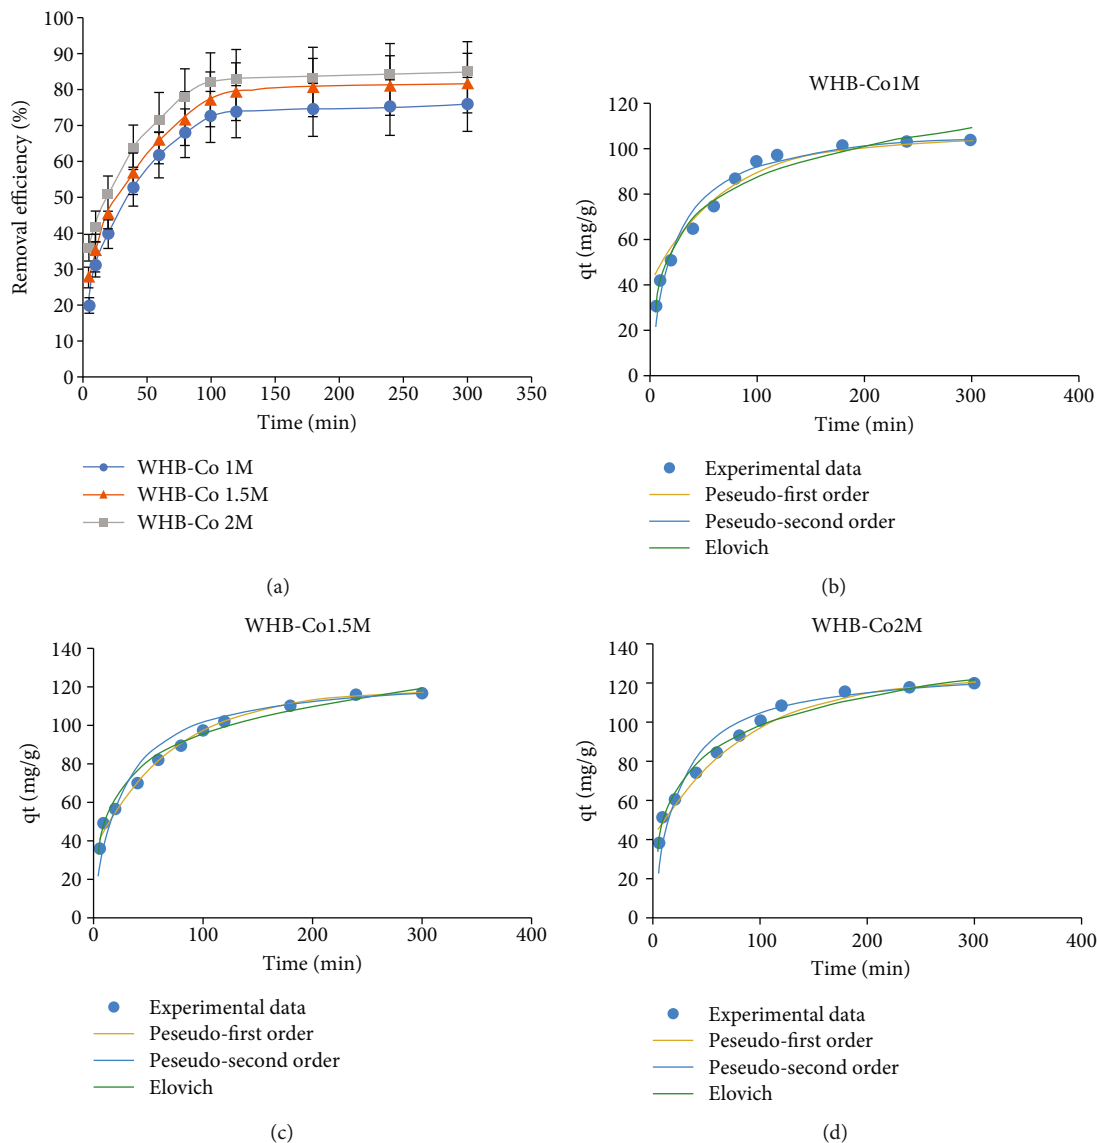 100
90
80
70
60
50
40
30
20
10
0
Removal efficiency (%)
0 50 100 150 200 250 300 350
Time (min)
WHB-Co 1M
WHB-Co 1.5M
WHB-Co 2M
(a)
WHB-Co1M
120
100
80
60
40
20
0
qt (mg/g)
0 100 200 300 400
Time (min)
Experimental data
Peseudo-first order
Peseudo-second order
Elovich
(b)
WHB-Co1.5M
140
120
100
80
60
40
20
0
qt (mg/g)
0 100 200 300 400
Time (min)
Experimental data
Peseudo-first order
Peseudo-second order
Elovich
(c)
WHB-Co2M
140
120
100
80
60
40
20
0
qt (mg/g)
0 100 200 300 400
Time (min)
Experimental data
Peseudo-first order
Peseudo-second order
Elovich
(d)